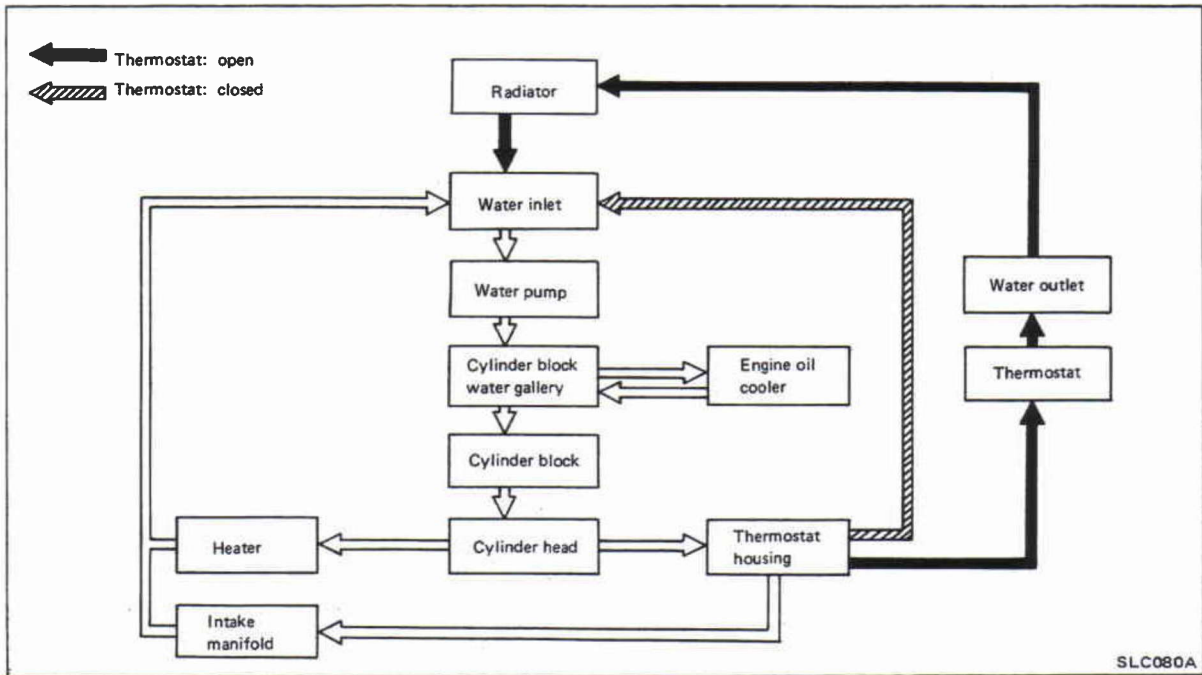 Thermostat: open
Thermostat: closed
Radiator
Water inlet
Water pump
Water outlet
Cylinder block
water gallery
Engine oil
cooler
Thermostat
Cylinder block
Heater
Cylinder head
Thermostat
housing
Intake
manifold
SLC080A